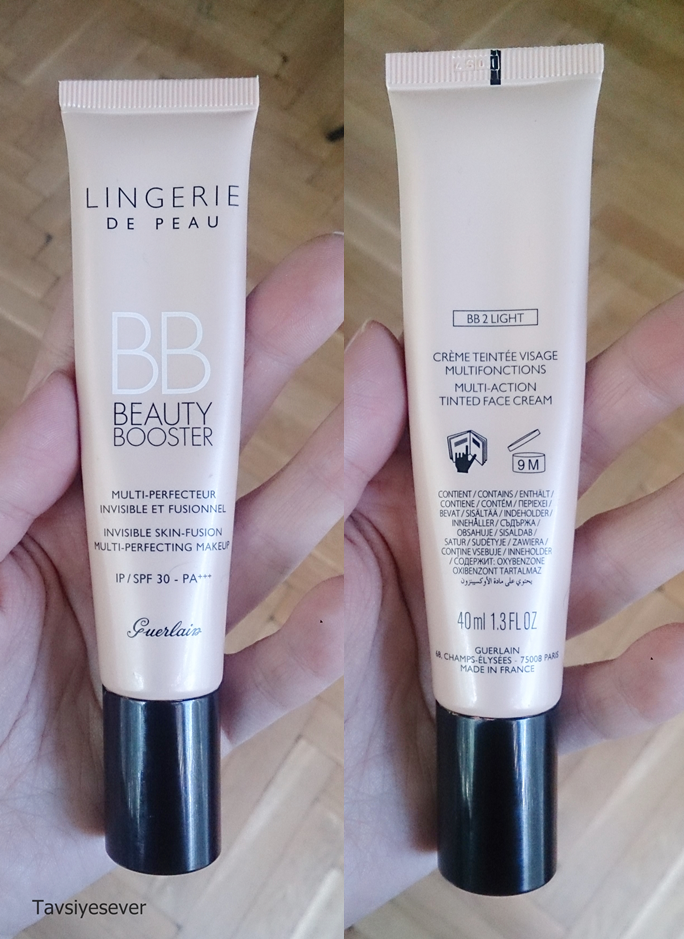 LINGERIE
DE PEAU
BB
BEAUTY
BOOSTER
MULTI-PERFECTEUR
INVISIBLE ET FUSIONNEL
INVISIBLE SKIN-FUSION
MULTI-PERFECTING MAKEUP
IP / SPF 30 - PA+++
Guerlain
BB 2 LIGHT
CRÈME TEINTÉE VISAGE
MULTIFONCTIONS
MULTI-ACTION
TINTED FACE CREAM
9 M
CONTIENT / CONTAINS / ENTHÄLT /
CONTIENE / CONTÉM / ΠΕΡΙΕΧΕΙ /
BEVAT / SISÄLTÄÄ / INDEHOLDER /
INNEHÅLLER / СЪДЪРЖА /
OBSAHUJE / SISALDAB /
SATUR / SUDĖTYJE / ZAWIERA /
CONȚINE VSEBUJE / INNEHOLDER
/ СОДЕРЖИТ: OXYBENZONE
OXIBENZONT TARTALMAZ
يحتوي على مادة الأوكسيبنزون
40 ml 1.3 FL OZ
GUERLAIN
68, CHAMPS-ÉLYSÉES - 75008 PARIS
MADE IN FRANCE
Tavsiyesever